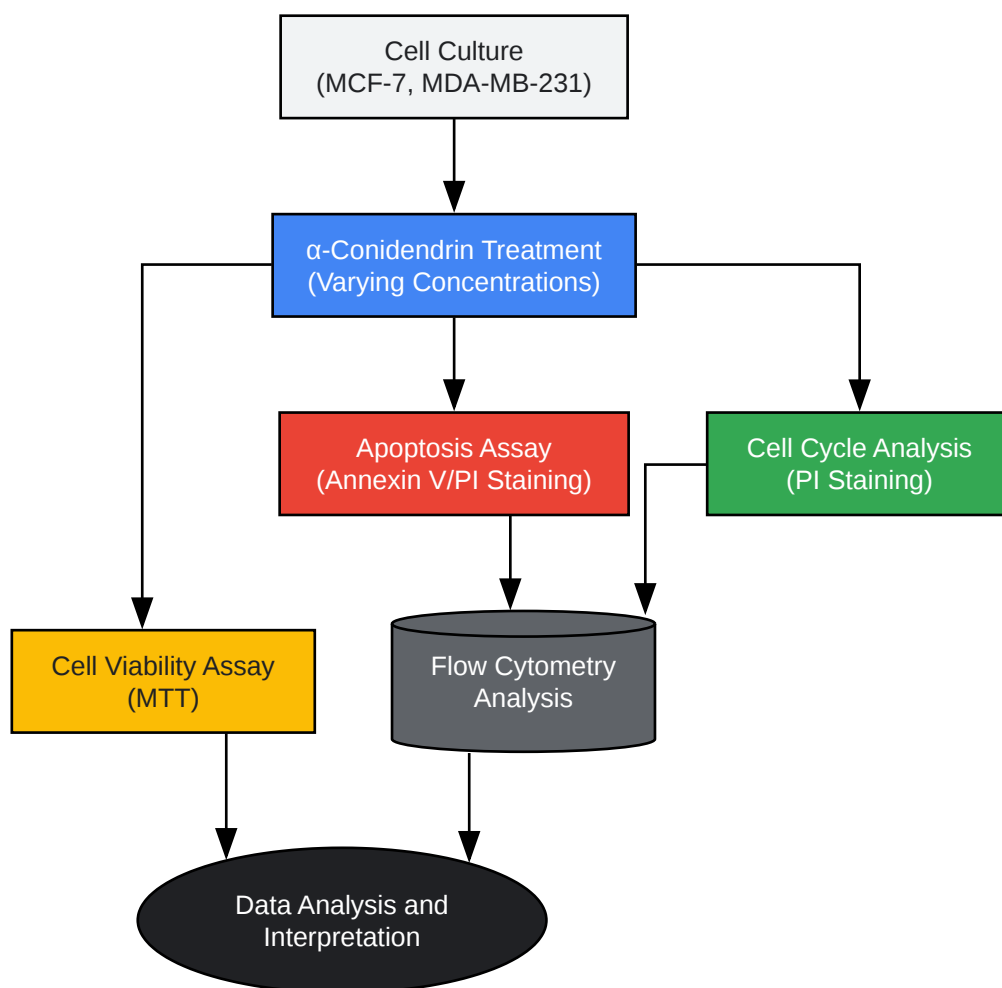 Cell Culture
(MCF-7, MDA-MB-231)
α-Conidendrin Treatment
(Varying Concentrations)
Apoptosis Assay
(Annexin V/PI Staining)
Cell Cycle Analysis
(PI Staining)
Cell Viability Assay
(MTT)
Flow Cytometry
Analysis
Data Analysis and
Interpretation